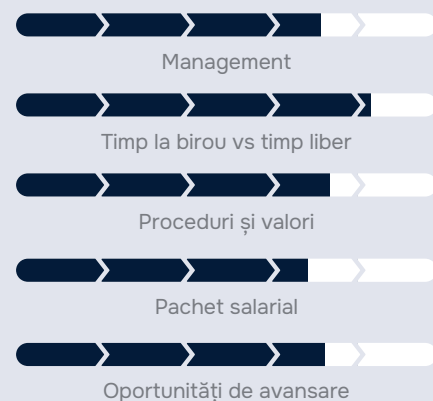 Management
Timp la birou vs timp liber
Proceduri și valori
Pachet salarial
Oportunități de avansare